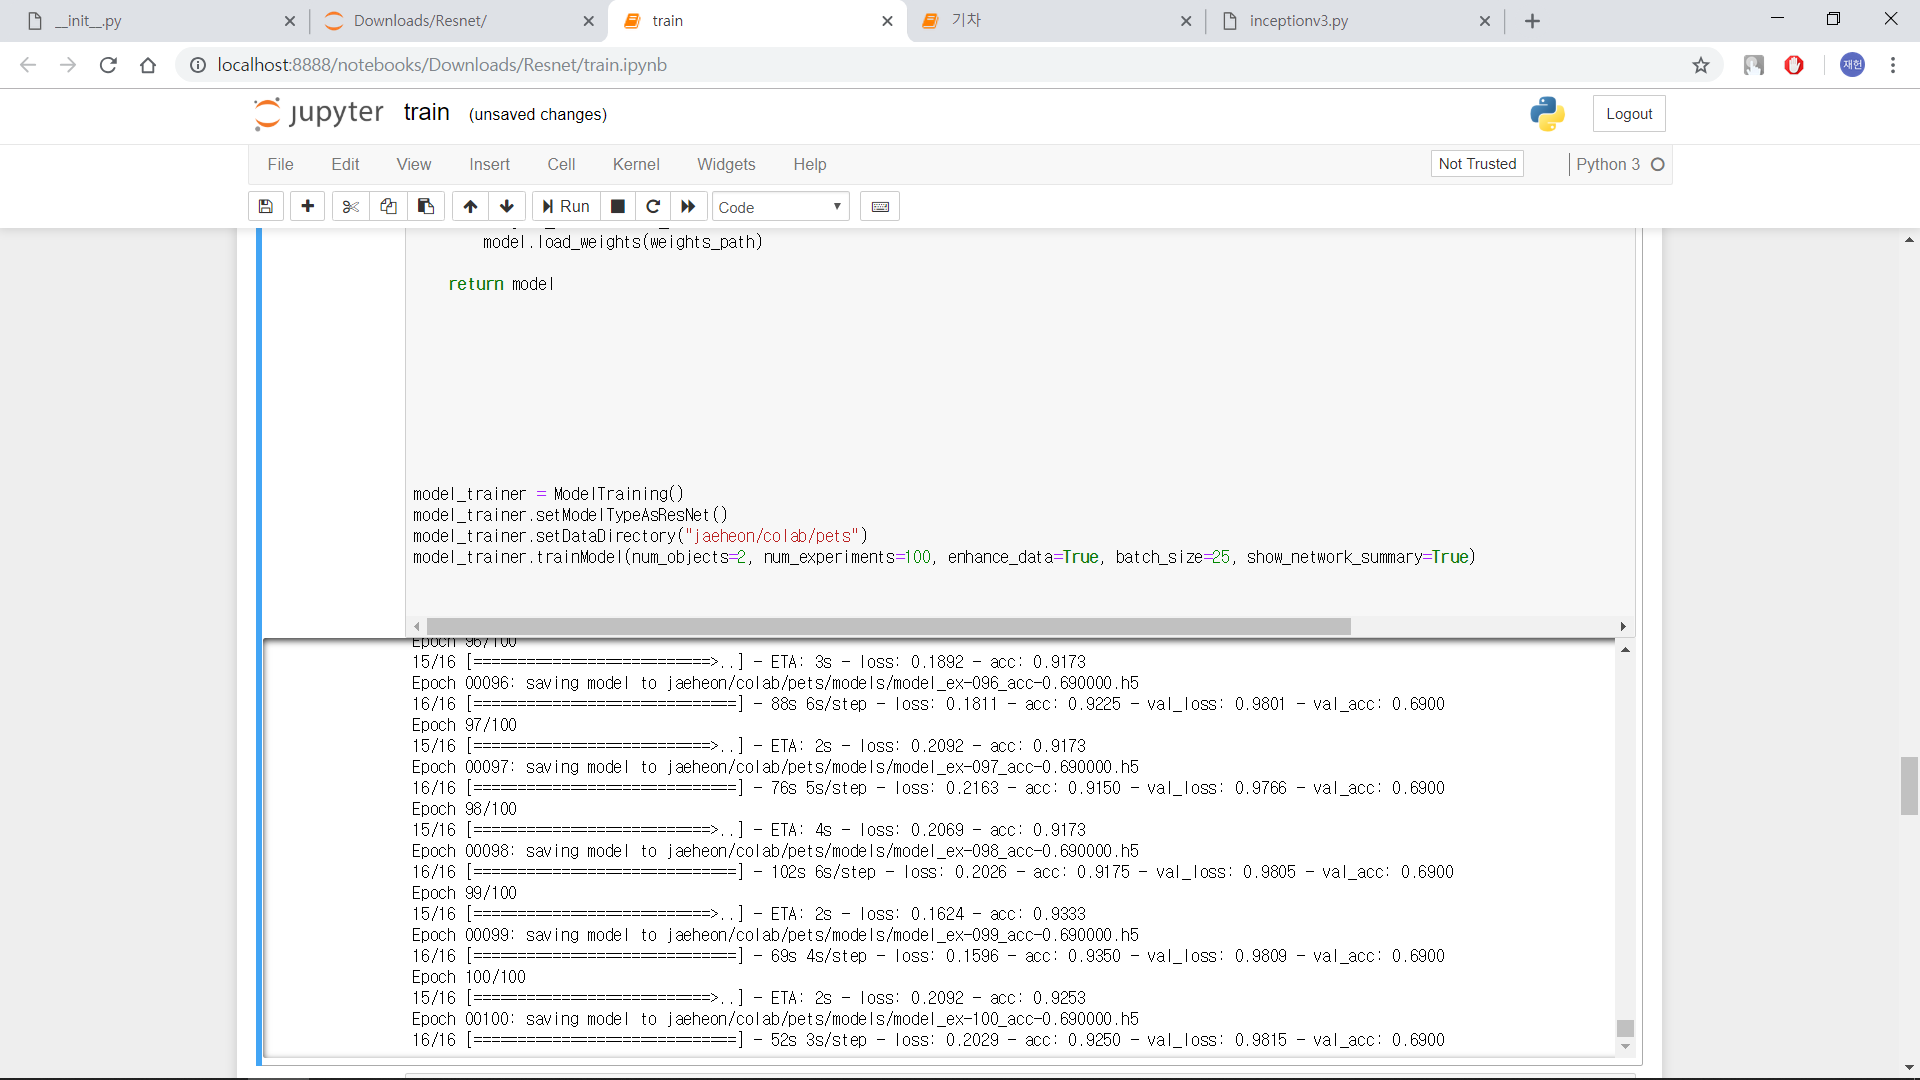 __init__.py
Downloads/Resnet/
train
기차
inceptionv3.py
localhost:8888/notebooks/Downloads/Resnet/train.ipynb
재헌
jupyter train (unsaved changes)
Logout
File Edit View Insert Cell Kernel Widgets Help
Not Trusted
Python 3
Run
Code
model.load_weights(weights_path)
return model
model_trainer = ModelTraining()
model_trainer.setModelTypeAsResNet()
model_trainer.setDataDirectory("jaeheon/colab/pets")
model_trainer.trainModel(num_objects=2, num_experiments=100, enhance_data=True, batch_size=25, show_network_summary=True)
Epoch 96/100
15/16 [===========================>..] - ETA: 3s - loss: 0.1892 - acc: 0.9173
Epoch 00096: saving model to jaeheon/colab/pets/models/model_ex-096_acc-0.690000.h5
16/16 [==============================] - 88s 6s/step - loss: 0.1811 - acc: 0.9225 - val_loss: 0.9801 - val_acc: 0.6900
Epoch 97/100
15/16 [===========================>..] - ETA: 2s - loss: 0.2092 - acc: 0.9173
Epoch 00097: saving model to jaeheon/colab/pets/models/model_ex-097_acc-0.690000.h5
16/16 [==============================] - 76s 5s/step - loss: 0.2163 - acc: 0.9150 - val_loss: 0.9766 - val_acc: 0.6900
Epoch 98/100
15/16 [===========================>..] - ETA: 4s - loss: 0.2069 - acc: 0.9173
Epoch 00098: saving model to jaeheon/colab/pets/models/model_ex-098_acc-0.690000.h5
16/16 [==============================] - 102s 6s/step - loss: 0.2026 - acc: 0.9175 - val_loss: 0.9805 - val_acc: 0.6900
Epoch 99/100
15/16 [===========================>..] - ETA: 2s - loss: 0.1624 - acc: 0.9333
Epoch 00099: saving model to jaeheon/colab/pets/models/model_ex-099_acc-0.690000.h5
16/16 [==============================] - 69s 4s/step - loss: 0.1596 - acc: 0.9350 - val_loss: 0.9809 - val_acc: 0.6900
Epoch 100/100
15/16 [===========================>..] - ETA: 2s - loss: 0.2092 - acc: 0.9253
Epoch 00100: saving model to jaeheon/colab/pets/models/model_ex-100_acc-0.690000.h5
16/16 [==============================] - 52s 3s/step - loss: 0.2029 - acc: 0.9250 - val_loss: 0.9815 - val_acc: 0.6900